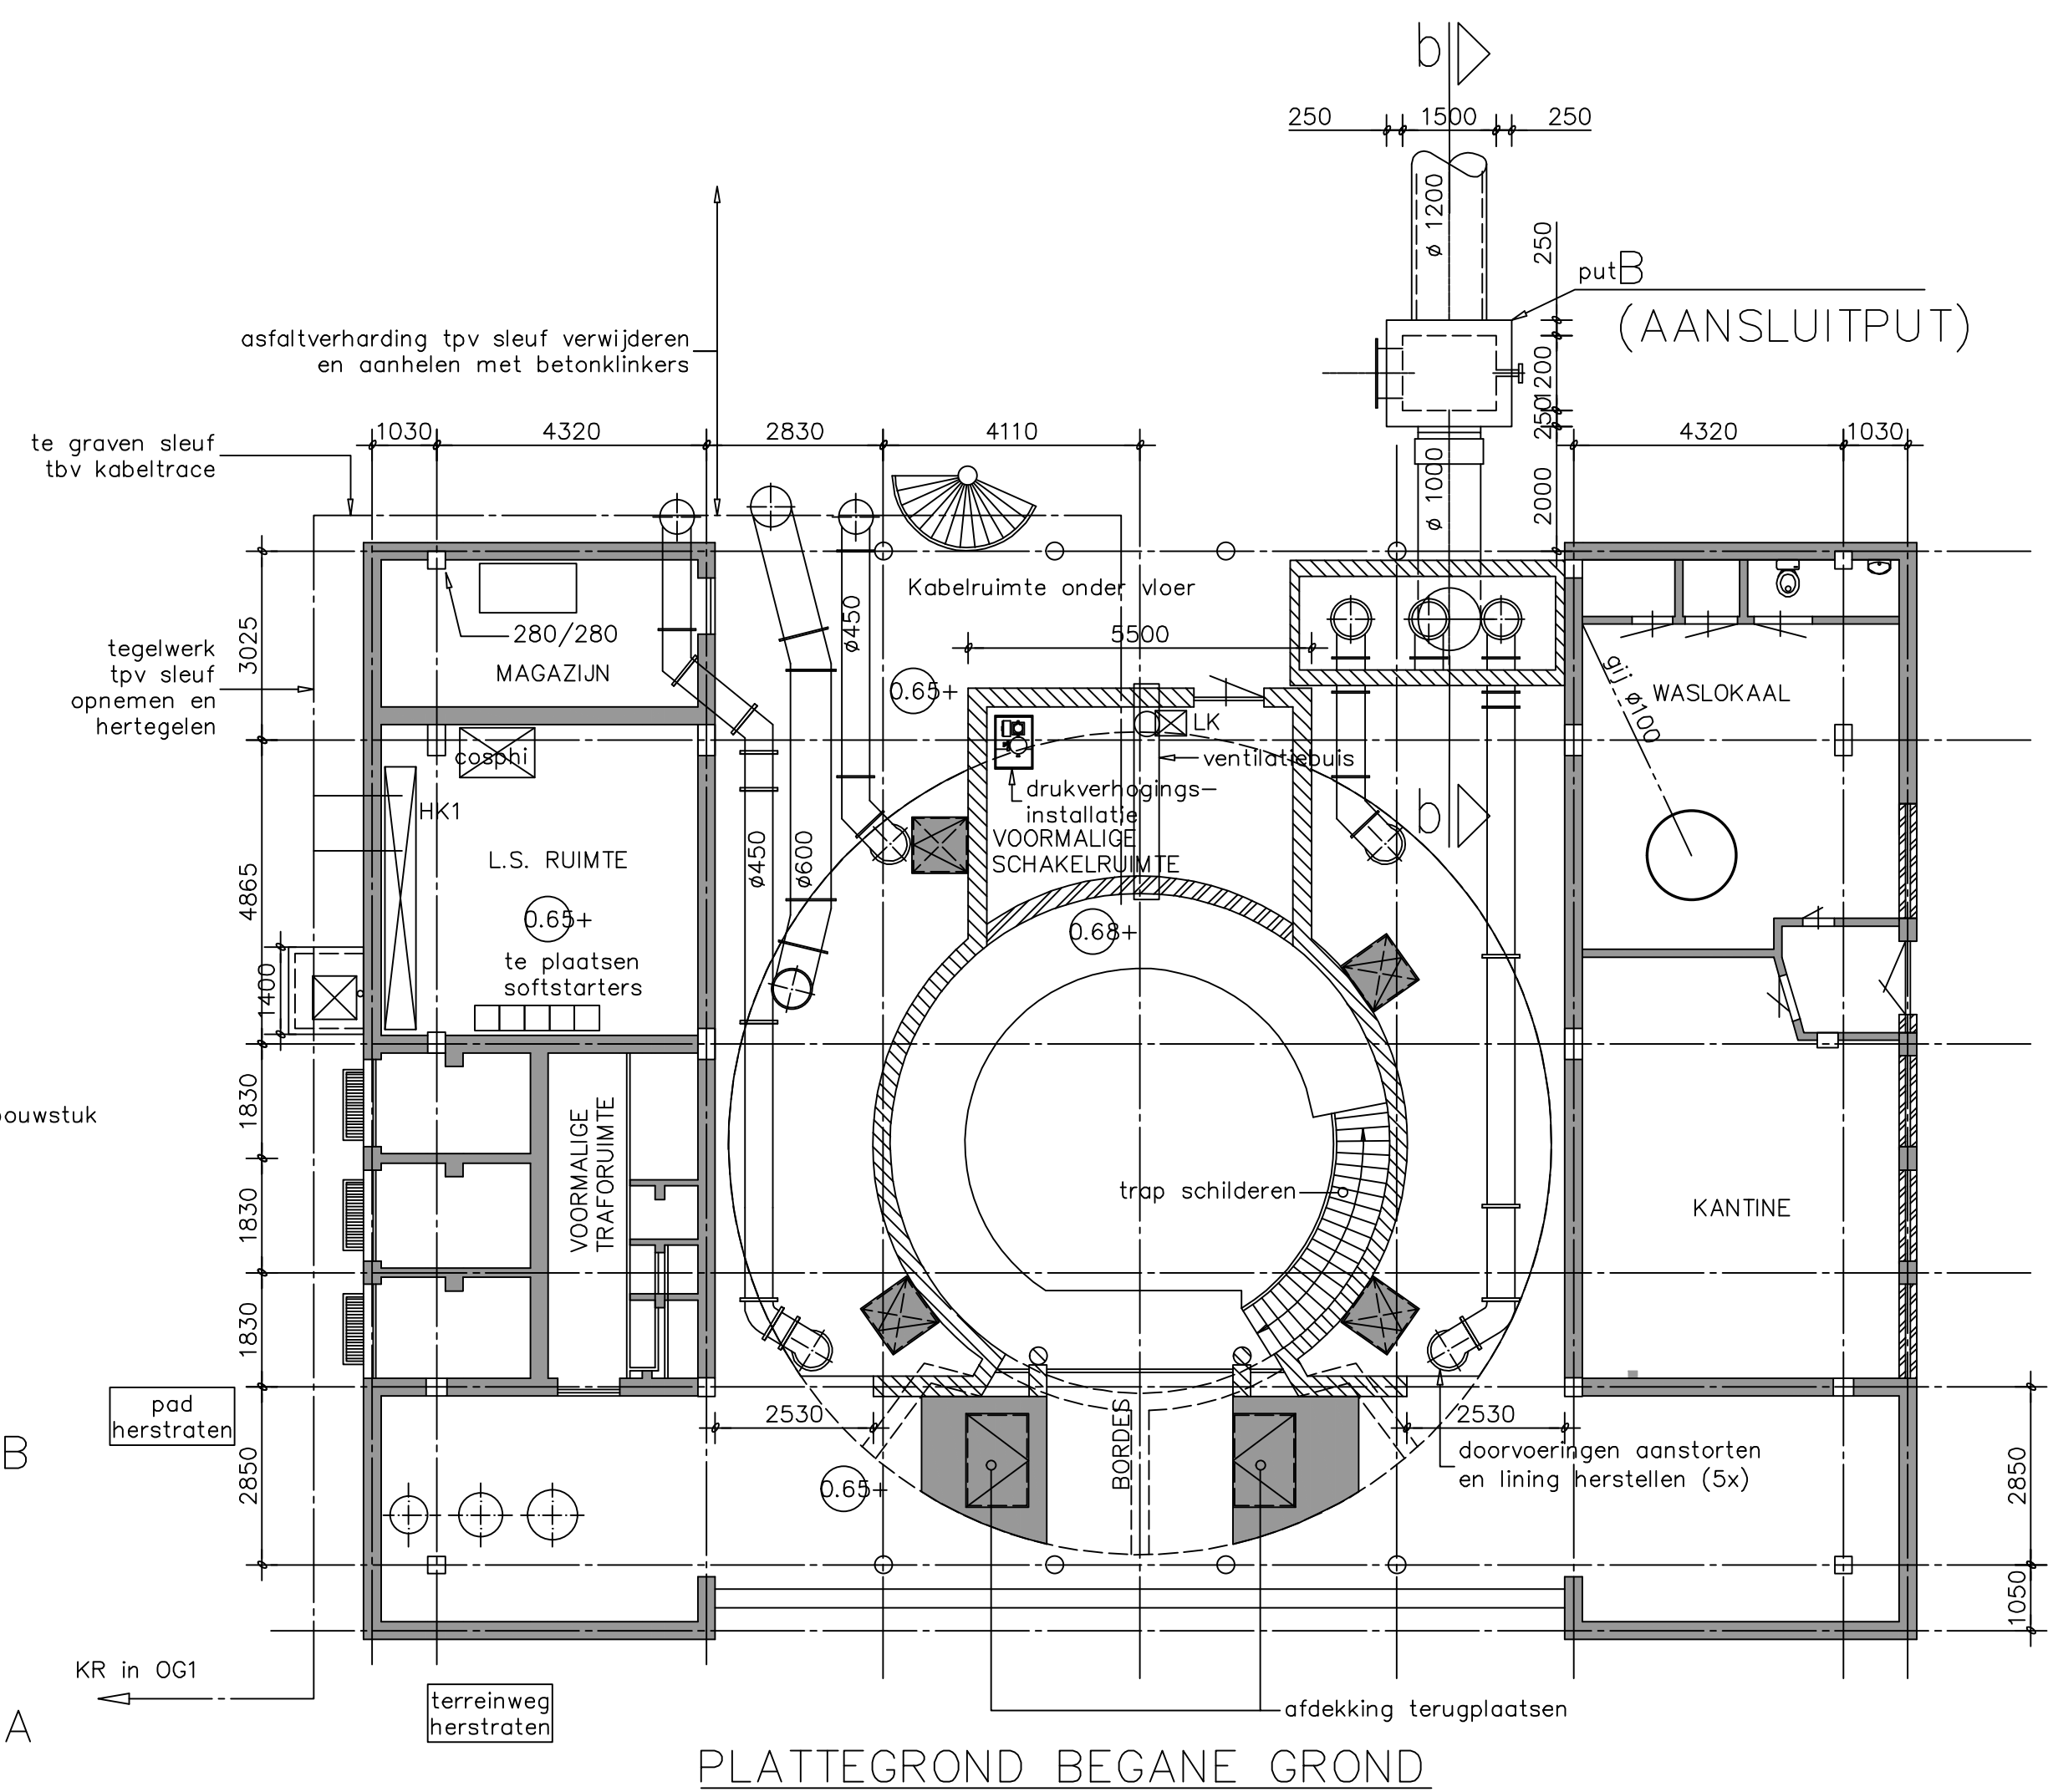 b
250 1500 250
ø 1200
250
putB
(AANSLUITPUT)
asfaltverharding tpv sleuf verwijderen
en aanhelen met betonklinkers
1200
250
te graven sleuf
tbv kabeltrace
1030 4320 2830 4110
4320 1030
ø 1000
2000
Kabelruimte onder vloer
280/280
MAGAZIJN
3025
tegelwerk
tpv sleuf
opnemen en
hertegelen
ø450
5500
0.65+
gij ø100
WASLOKAAL
LK
cosphi
ventilatiebuis
drukverhogings-
installatie
HK1
b
VOORMALIGE
SCHAKELRUIMTE
L.S. RUIMTE
ø450
ø600
4865
0.65+
0.68+
te plaatsen
softstarters
1400
1830
ouwstuk
VOORMALIGE
TRAFORUIMTE
trap schilderen
KANTINE
1830
1830
pad
herstraten
2530
BORDES
2530
B
doorvoeringen aanstorten
en lining herstellen (5x)
2850
0.65+
2850
1050
KR in OG1
terreinweg
herstraten
afdekking terugplaatsen
A
PLATTEGROND BEGANE GROND